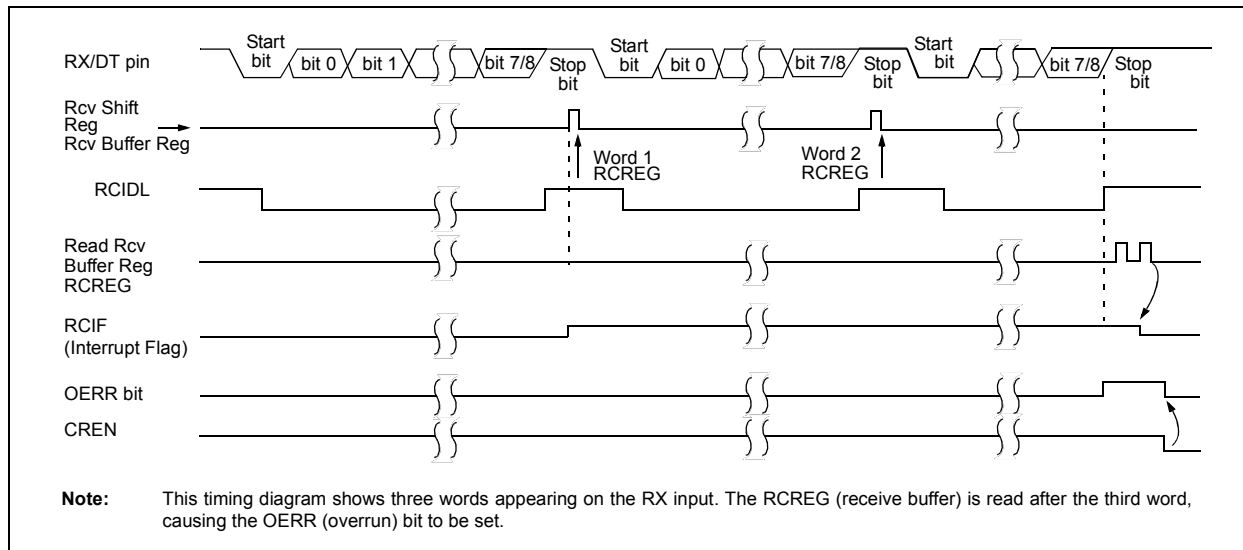 RX/DT pin
Start
bit
bit 0
bit 1
bit 7/8
Stop
bit
Start
bit
bit 0
bit 7/8
Stop
bit
Start
bit
bit 7/8
Stop
bit
Rcv Shift
Reg
Rcv Buffer Reg
Word 1
RCREG
Word 2
RCREG
RCIDL
Read Rcv
Buffer Reg
RCREG
RCIF
(Interrupt Flag)
OERR bit
CREN
Note: This timing diagram shows three words appearing on the RX input. The RCREG (receive buffer) is read after the third word,
causing the OERR (overrun) bit to be set.